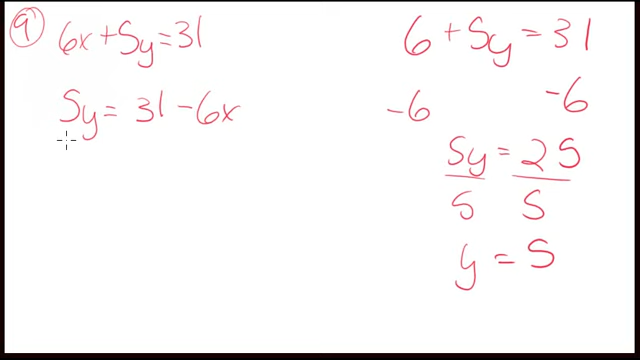 9
6x + 5y = 31
5y = 31 - 6x
6 + 5y = 31
-6 -6
5y = 25
5 5
y = 5